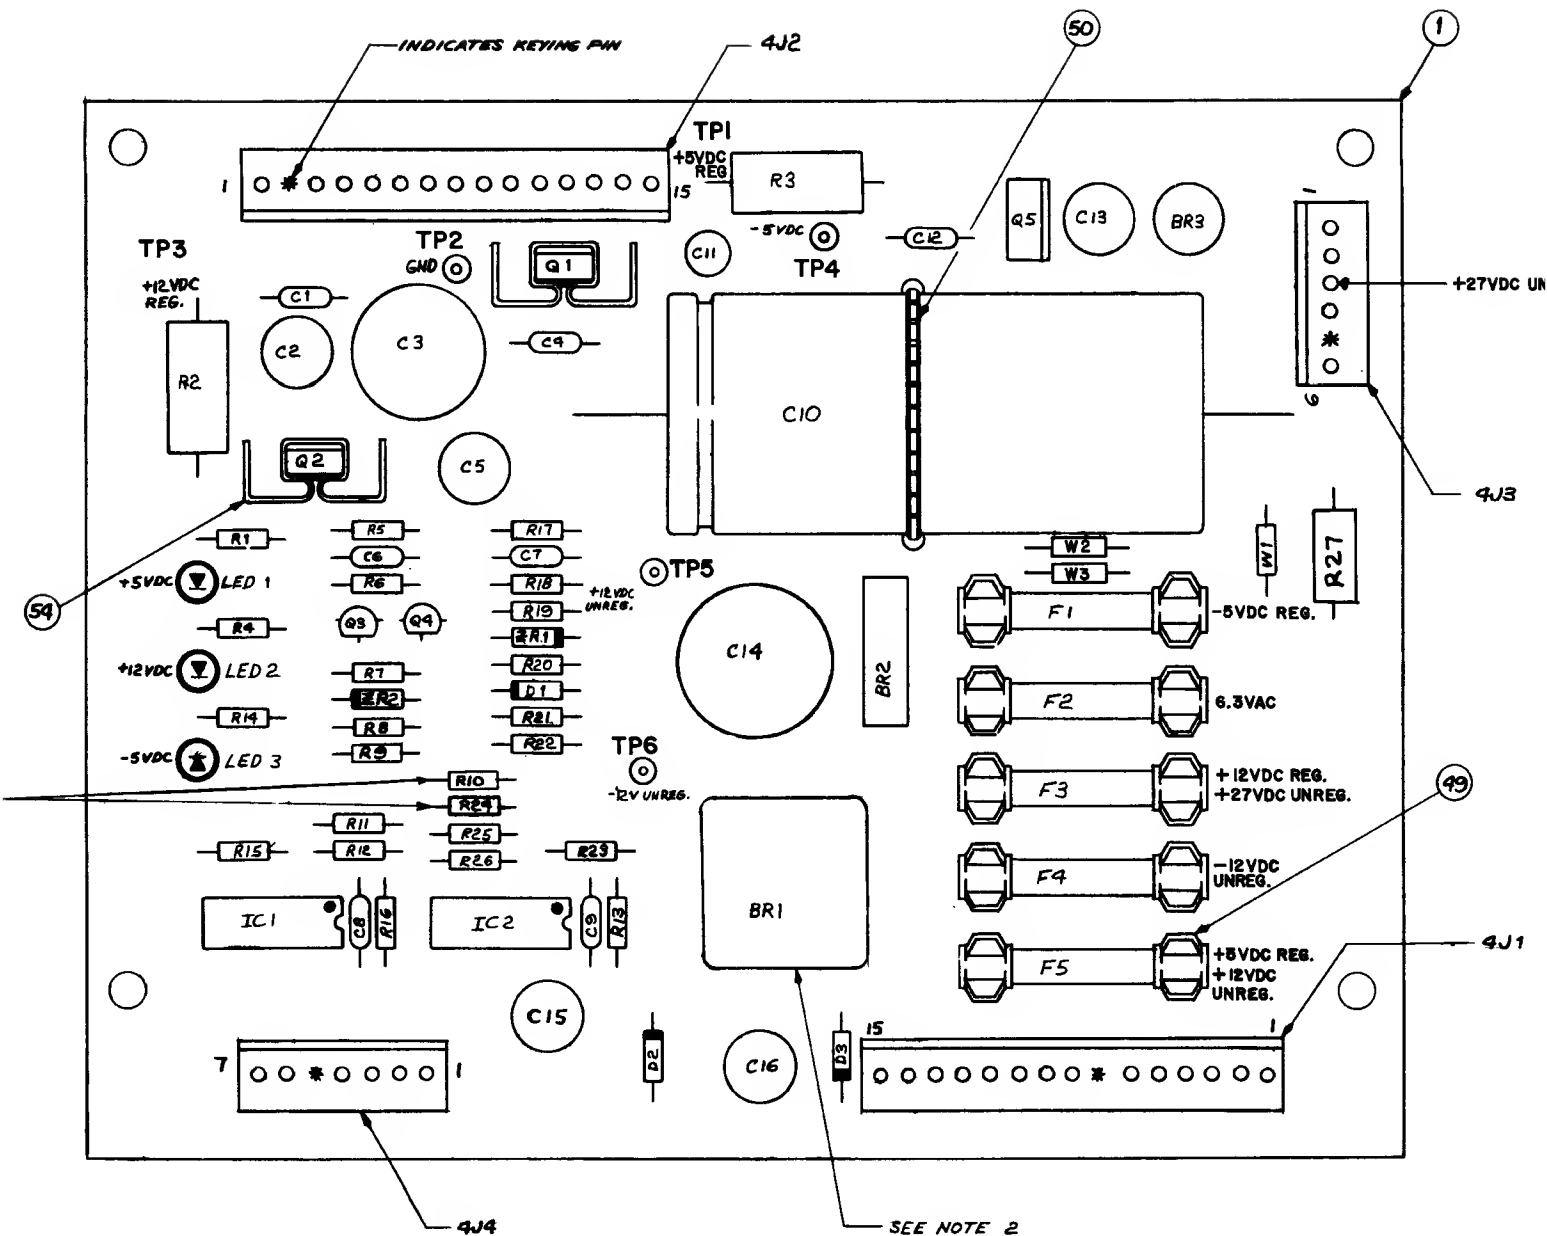 INDICATES KEYING PIN
4J2
50
1
TP1
+5VDC
REG
1
15
R3
-5VDC
TP4
C11
C12
Q5
C13
BR3
1
+27VDC UN
6
4J3
TP3
+12VDC
REG.
TP2
GND
Q1
C1
C2
C3
C4
R2
C10
Q2
C5
54
R1
+5VDC
LED 1
R4
+12VDC
LED 2
R14
-5VDC
LED 3
R5
C6
R6
Q3
Q4
R7
ZR2
R8
R9
R17
C7
R18
+12VDC
UNREG.
R19
ZR1
R20
D1
R21
R22
TP5
C14
BR2
W2
W3
W1
R27
F1
-5VDC REG.
F2
6.3VAC
F3
+12VDC REG.
+27VDC UNREG.
49
F4
-12VDC
UNREG.
F5
+5VDC REG.
+12VDC
UNREG.
4J1
TP6
-12V UNREG.
R10
R24
R11
R25
R15
R12
R26
R23
IC1
C8
R16
IC2
C9
R13
BR1
C15
D2
C16
D3
15
1
7
1
4J4
SEE NOTE 2